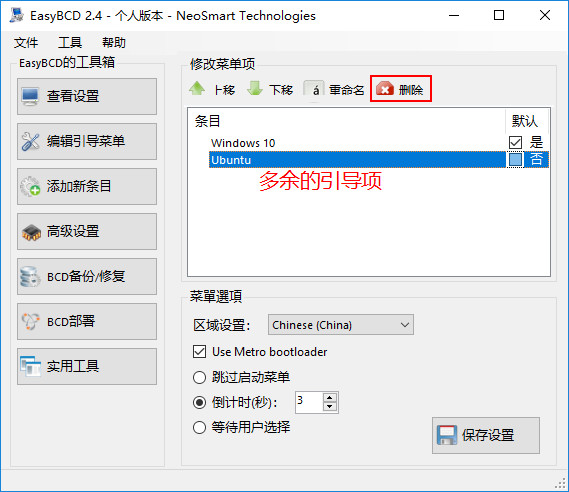 EasyBCD 2.4 - 个人版本 - NeoSmart Technologies
文件 工具 帮助
EasyBCD的工具箱
查看设置
编辑引导菜单
添加新条目
高级设置
BCD备份/修复
BCD部署
实用工具
修改菜单项
上移 下移 á 重命名 删除
条目 默认
Windows 10 是
Ubuntu 否
多余的引导项
菜單選項
区域设置： Chinese (China)
Use Metro bootloader
跳过启动菜单
倒计时(秒)： 3
等待用户选择
保存设置